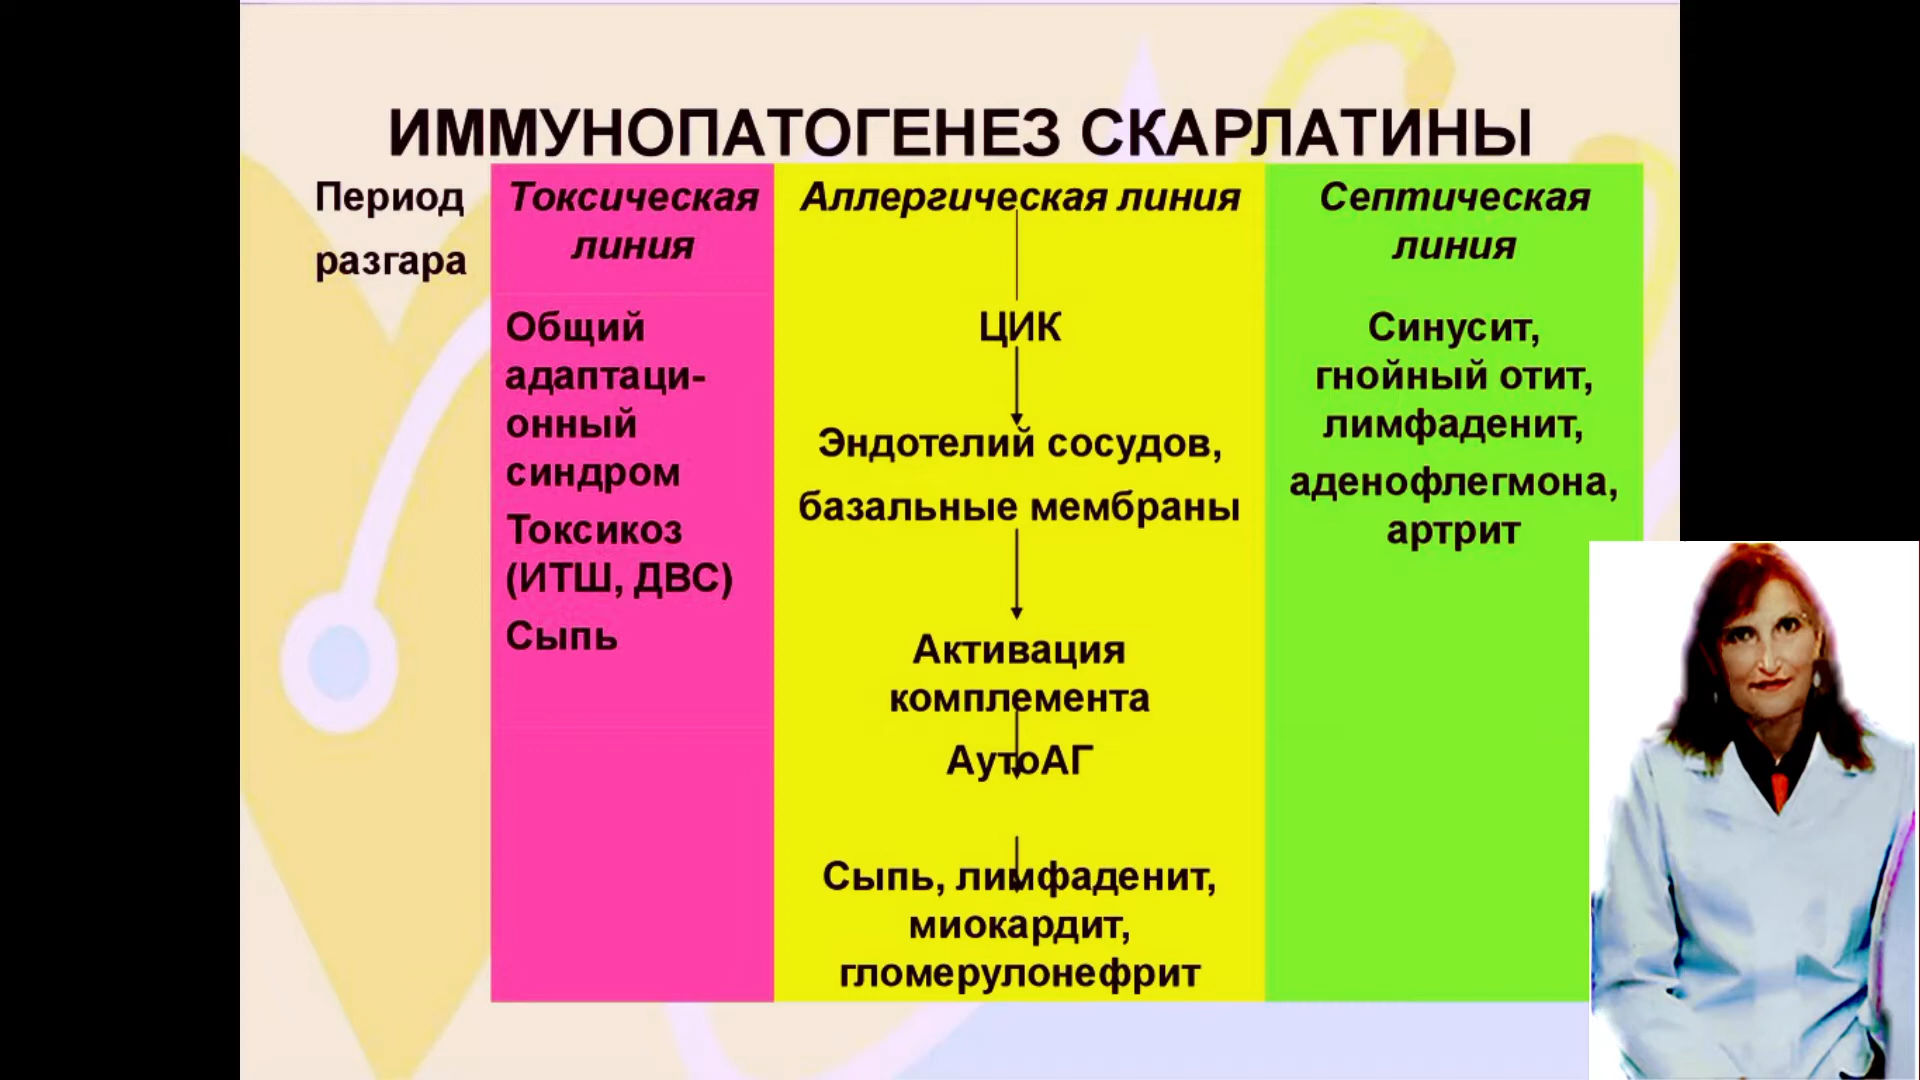 ИММУНОПАТОГЕНЕЗ СКАРЛАТИНЫ
Период
разгара
Токсическая
линия
Общий
адаптаци-
онный
синдром
Токсикоз
(ИТШ, ДВС)
Сыпь
Аллергическая линия
ЦИК
Эндотелий сосудов,
базальные мембраны
Активация
комплемента
АутоАГ
Сыпь, лимфаденит,
миокардит,
гломерулонефрит
Септическая
линия
Синусит,
гнойный отит,
лимфаденит,
аденофлегмона,
артрит